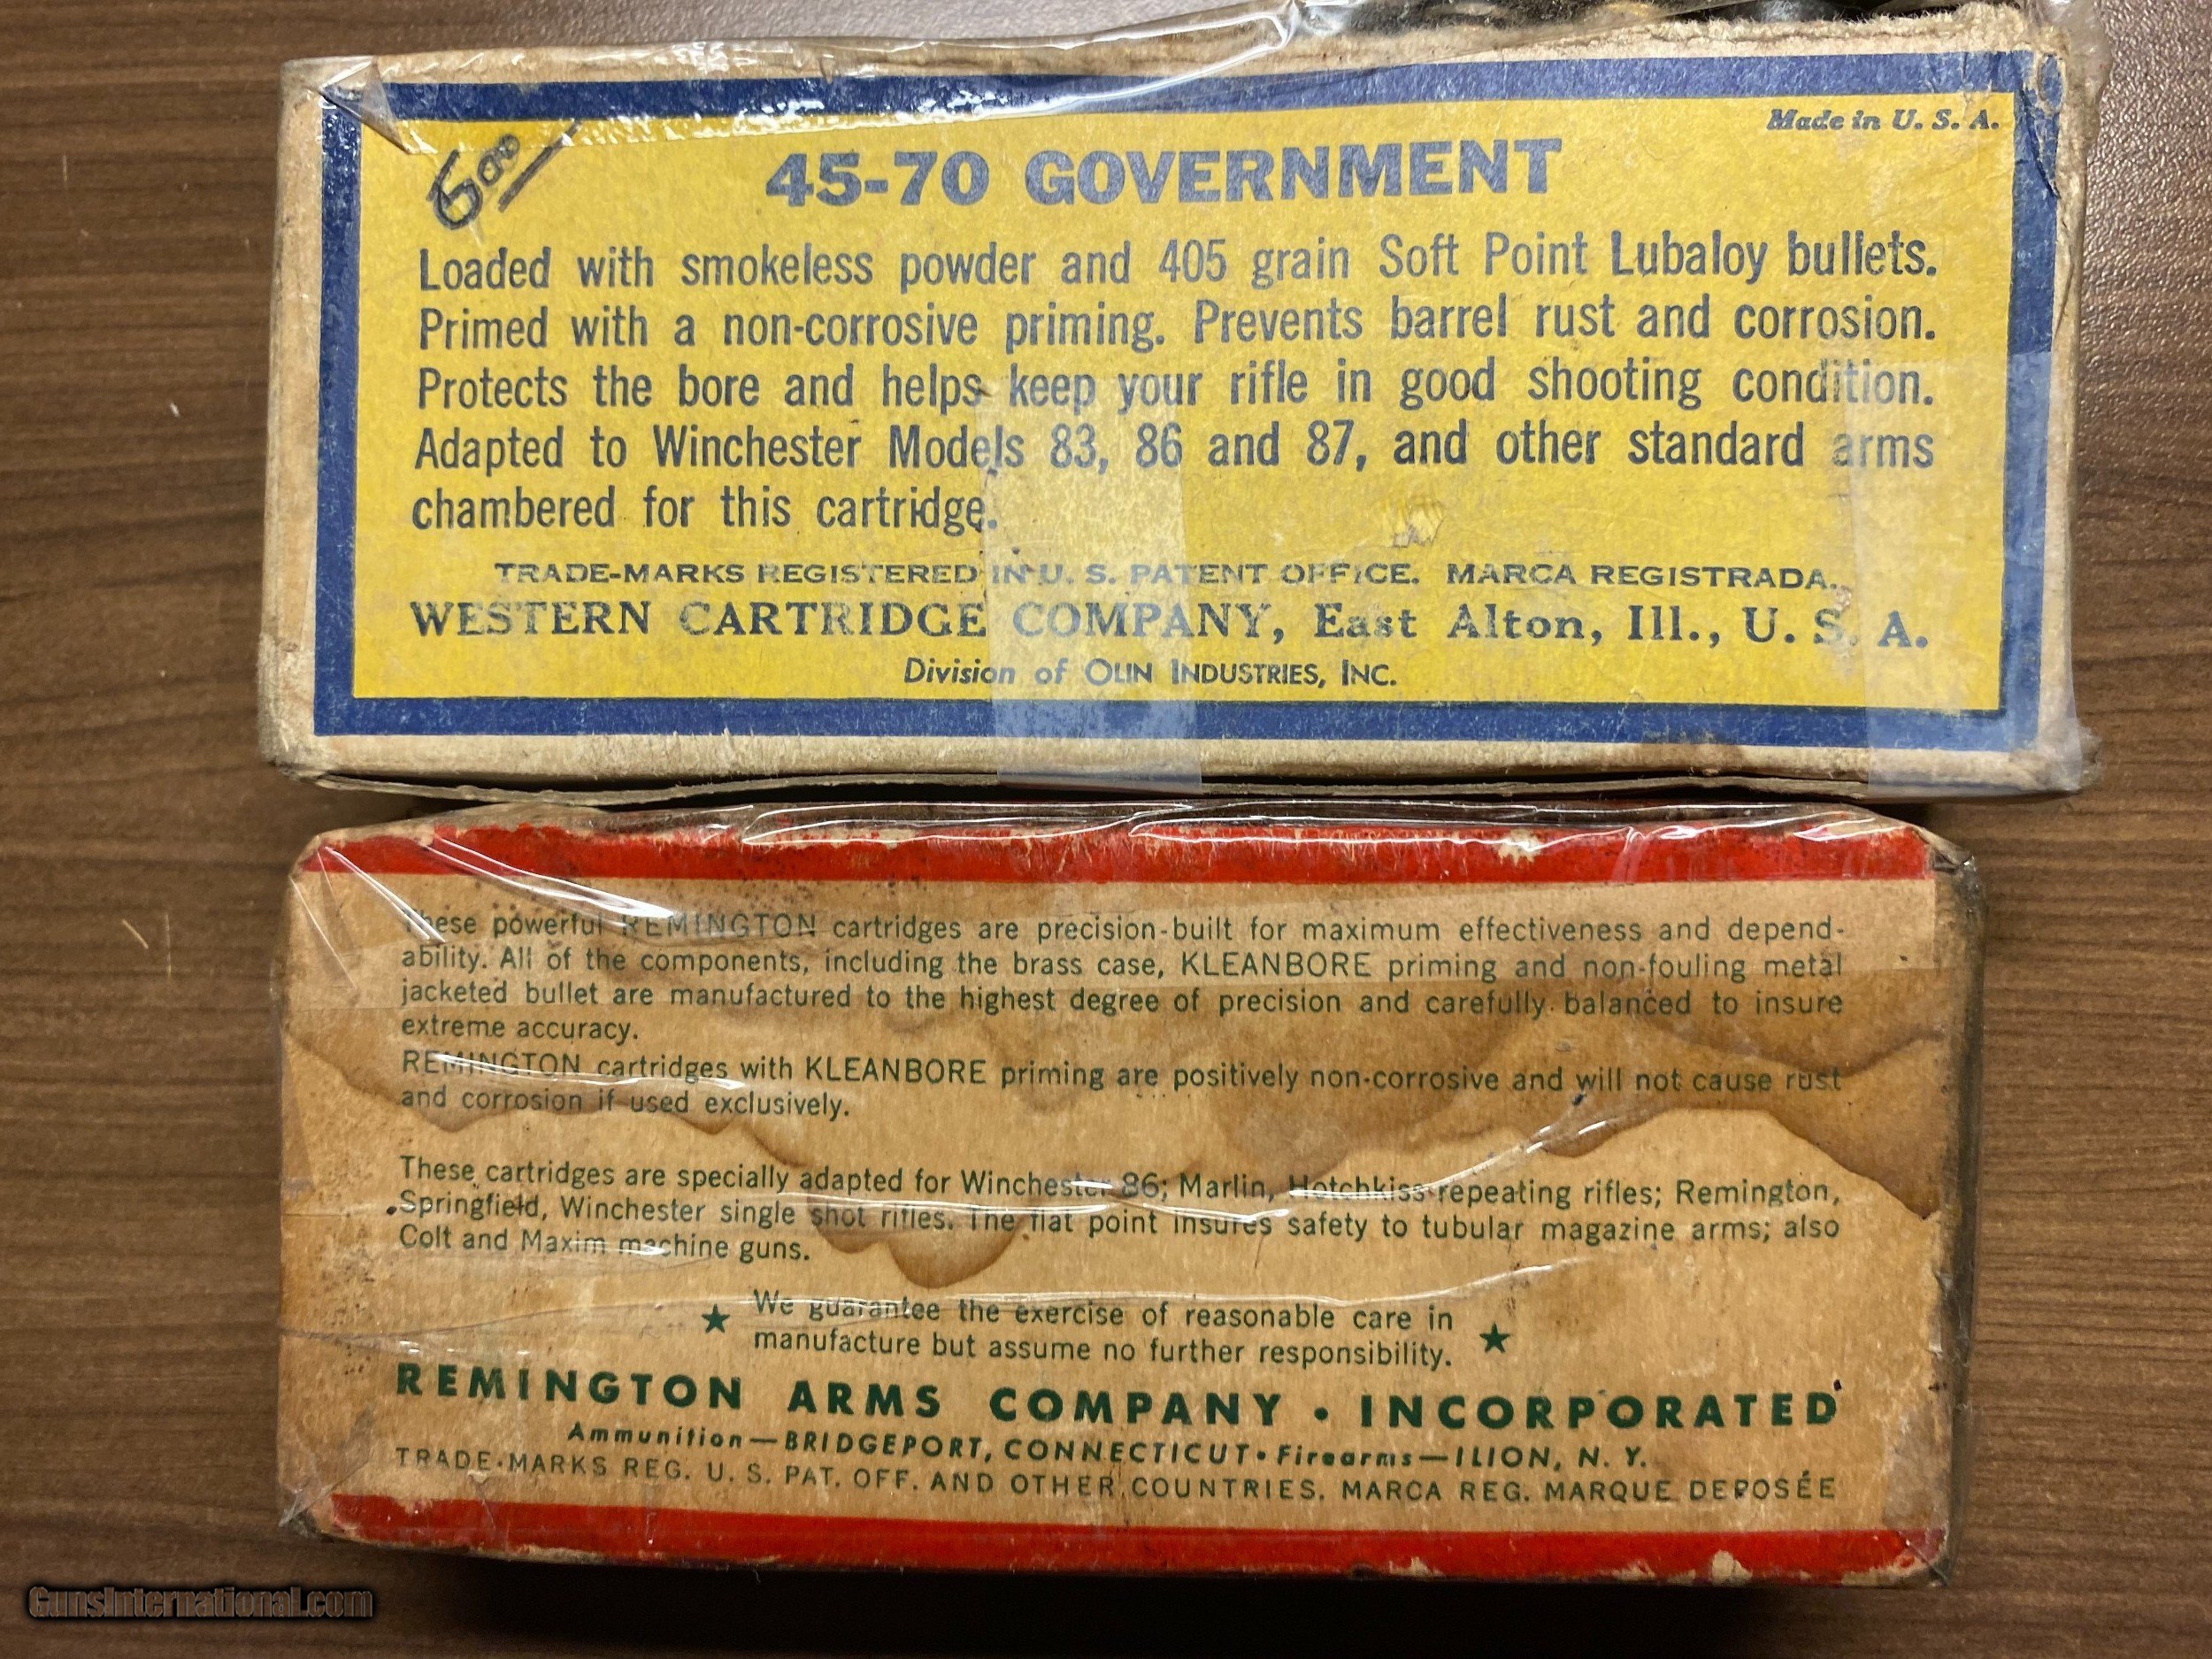 Made in U. S. A.
6.00
45-70 GOVERNMENT
Loaded with smokeless powder and 405 grain Soft Point Lubaloy bullets.
Primed with a non-corrosive priming. Prevents barrel rust and corrosion.
Protects the bore and helps keep your rifle in good shooting condition.
Adapted to Winchester Models 83, 86 and 87, and other standard arms
chambered for this cartridge.
TRADE-MARKS REGISTERED IN U. S. PATENT OFFICE. MARCA REGISTRADA.
WESTERN CARTRIDGE COMPANY, East Alton, Ill., U. S. A.
Division of OLIN INDUSTRIES, INC.
These powerful REMINGTON cartridges are precision-built for maximum effectiveness and depend-
ability. All of the components, including the brass case, KLEANBORE priming and non-fouling metal
jacketed bullet are manufactured to the highest degree of precision and carefully balanced to insure
extreme accuracy.
REMINGTON cartridges with KLEANBORE priming are positively non-corrosive and will not cause rust
and corrosion if used exclusively.
These cartridges are specially adapted for Winchester 86; Marlin, Hotchkiss repeating rifles; Remington,
Springfield, Winchester single shot rifles. The flat point insures safety to tubular magazine arms; also
Colt and Maxim machine guns.
★ We guarantee the exercise of reasonable care in
manufacture but assume no further responsibility. ★
REMINGTON ARMS COMPANY • INCORPORATED
Ammunition—BRIDGEPORT, CONNECTICUT • Firearms—ILION, N. Y.
TRADE-MARKS REG. U. S. PAT. OFF. AND OTHER COUNTRIES. MARCA REG. MARQUE DEPOSÉE
GunsInternational.com